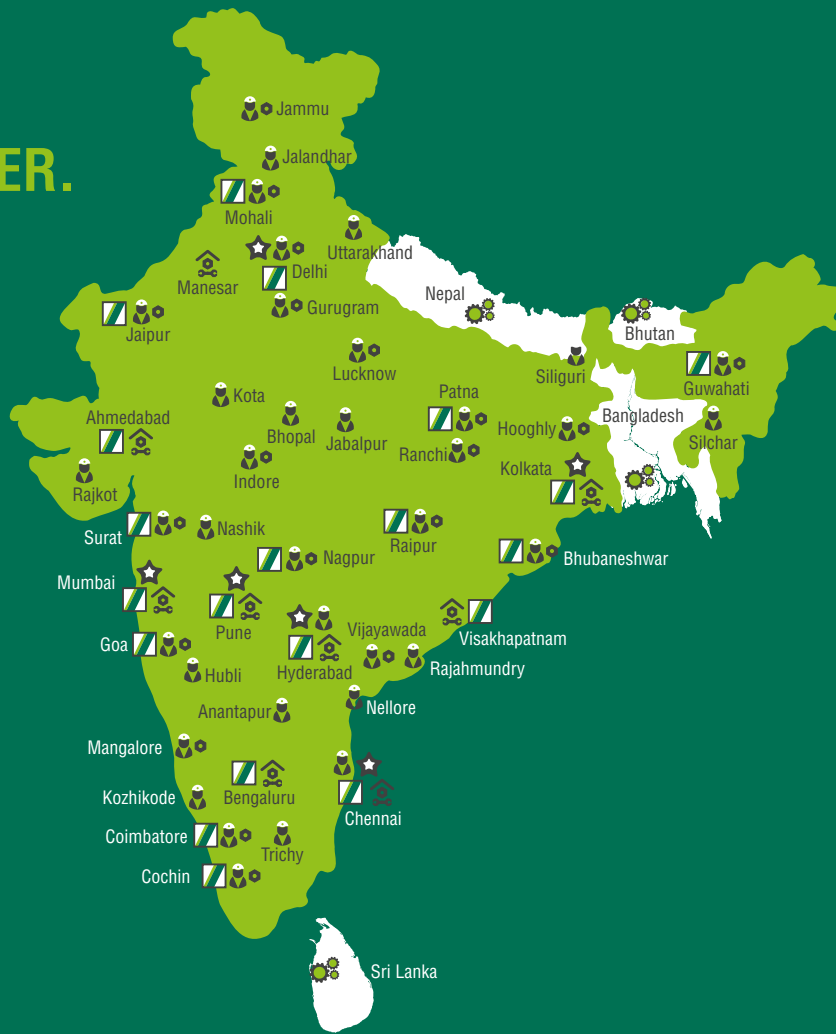 Jammu
Jalandhar
ER.
Mohali
Uttarakhand
Delhi
Manesar
Nepal
Gurugram
Jaipur
Bhutan
Lucknow
Siliguri
Guwahati
Kota
Patna
Ahmedabad
Bangladesh
Bhopal
Jabalpur
Hooghly
Silchar
Ranchi
Kolkata
Indore
Rajkot
Surat
Nashik
Raipur
Nagpur
Bhubaneshwar
Mumbai
Pune
Vijayawada
Visakhapatnam
Goa
Hyderabad
Rajahmundry
Hubli
Anantapur
Nellore
Mangalore
Kozhikode
Bengaluru
Chennai
Coimbatore
Trichy
Cochin
Sri Lanka